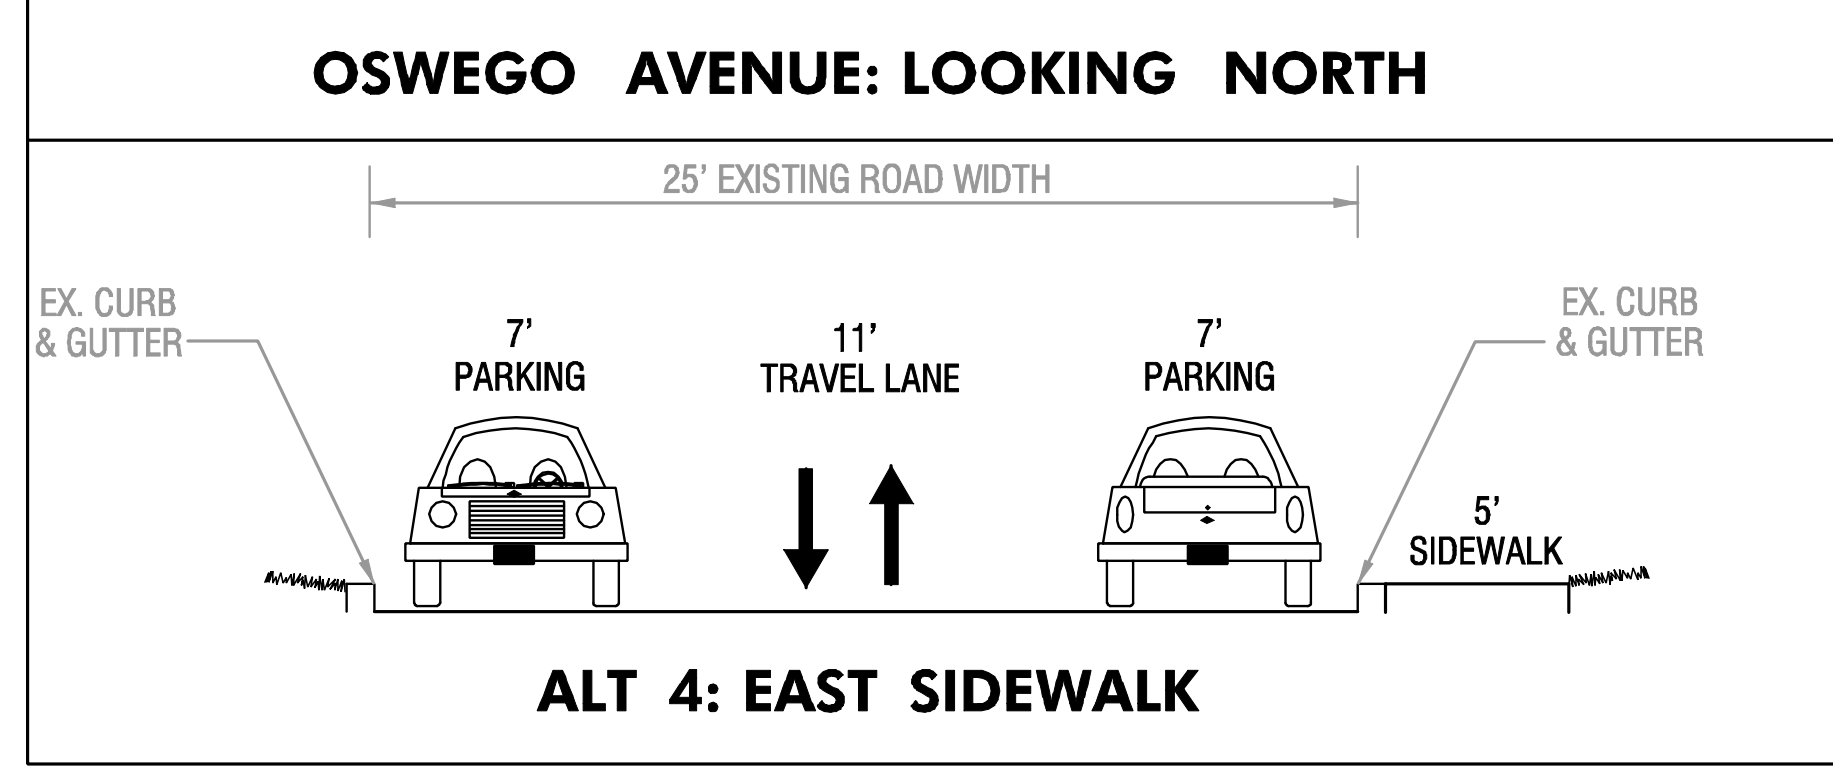 OSWEGO AVENUE: LOOKING NORTH
25' EXISTING ROAD WIDTH
EX. CURB
& GUTTER
7'
PARKING
11'
TRAVEL LANE
7'
PARKING
EX. CURB
& GUTTER
5'
SIDEWALK
ALT 4: EAST SIDEWALK